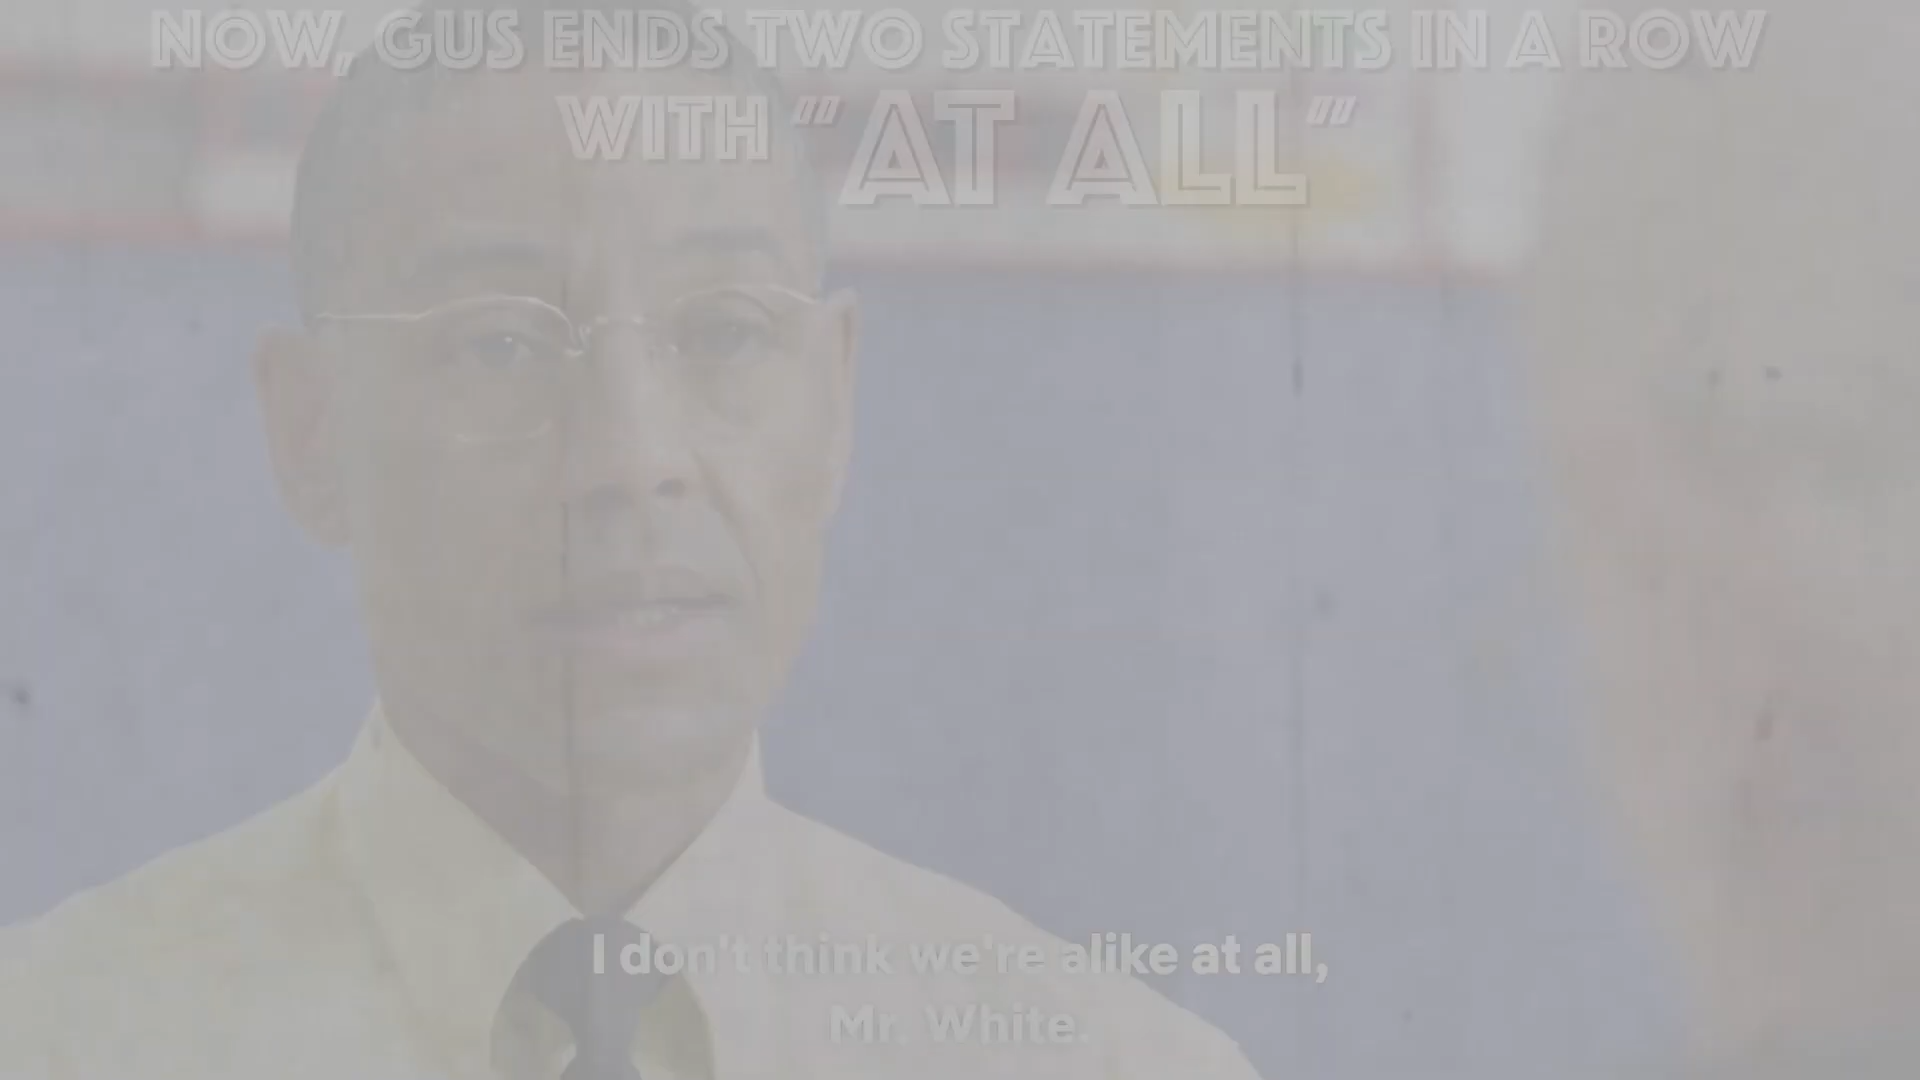 NOW, GUS ENDS TWO STATEMENTS IN A ROW
WITH "AT ALL"
I don't think we're alike at all,
Mr. White.